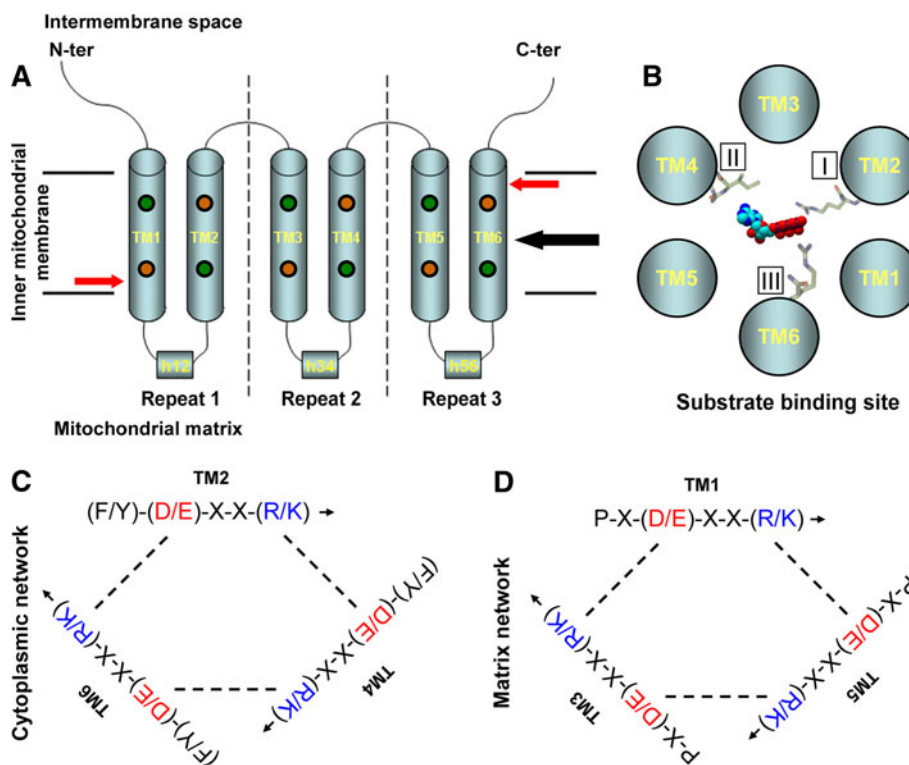 Intermembrane space
N-ter
C-ter
A
Inner mitochondrial
membrane
TM1
TM2
TM3
TM4
TM5
TM6
h12
h34
h56
Repeat 1
Repeat 2
Repeat 3
Mitochondrial matrix
B
TM3
TM4
II
I
TM2
TM5
III
TM1
TM6
Substrate binding site
C
Cytoplasmic network
TM2
(F/Y)-(D/E)-X-X-(R/K)
(F/Y)-(D/E)-X-X-(R/K)
TM4
(F/Y)-(D/E)-X-X-(R/K)
TM6
D
Matrix network
TM1
P-X-(D/E)-X-X-(R/K)
P-X-(D/E)-X-X-(R/K)
TM5
P-X-(D/E)-X-X-(R/K)
TM3